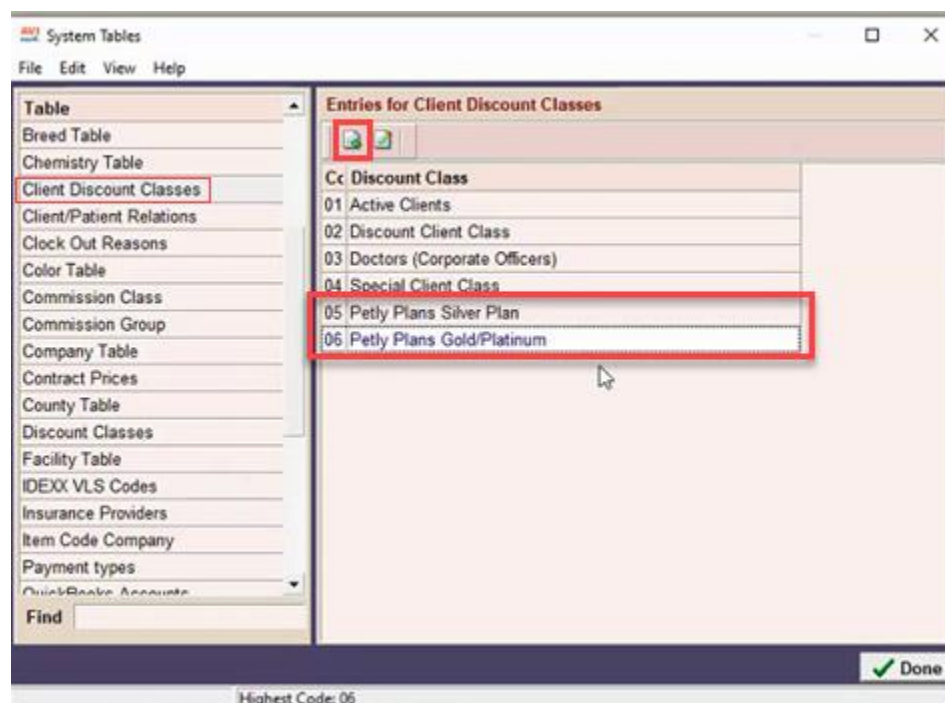 AVI System Tables
File Edit View Help
Table
Breed Table
Chemistry Table
Client Discount Classes
Client/Patient Relations
Clock Out Reasons
Color Table
Commission Class
Commission Group
Company Table
Contract Prices
County Table
Discount Classes
Facility Table
IDEXX VLS Codes
Insurance Providers
Item Code Company
Payment types
QuickBooks Accounts
Find
Entries for Client Discount Classes
Cc Discount Class
01 Active Clients
02 Discount Client Class
03 Doctors (Corporate Officers)
04 Special Client Class
05 Petly Plans Silver Plan
06 Petly Plans Gold/Platinum
Done
Highest Code: 06